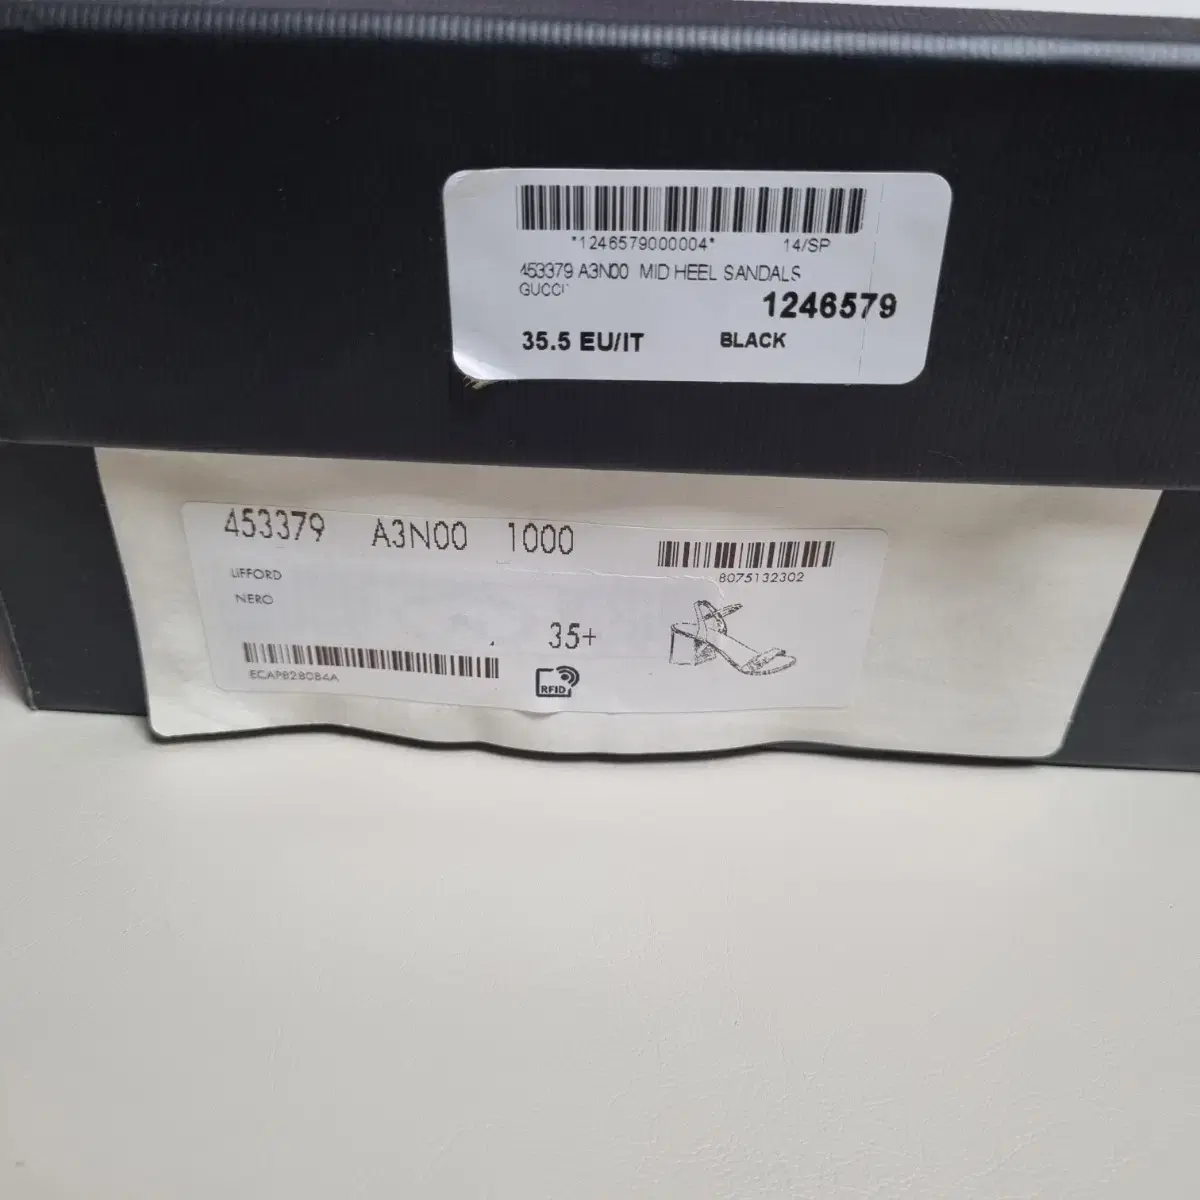 *1246579000004* 14/SP
453379 A3N00 MID HEEL SANDALS
GUCCI
1246579
35.5 EU/IT BLACK
453379 A3N00 1000
8075132302
LIFFORD
NERO
35+
ECAPB28084A
RFID